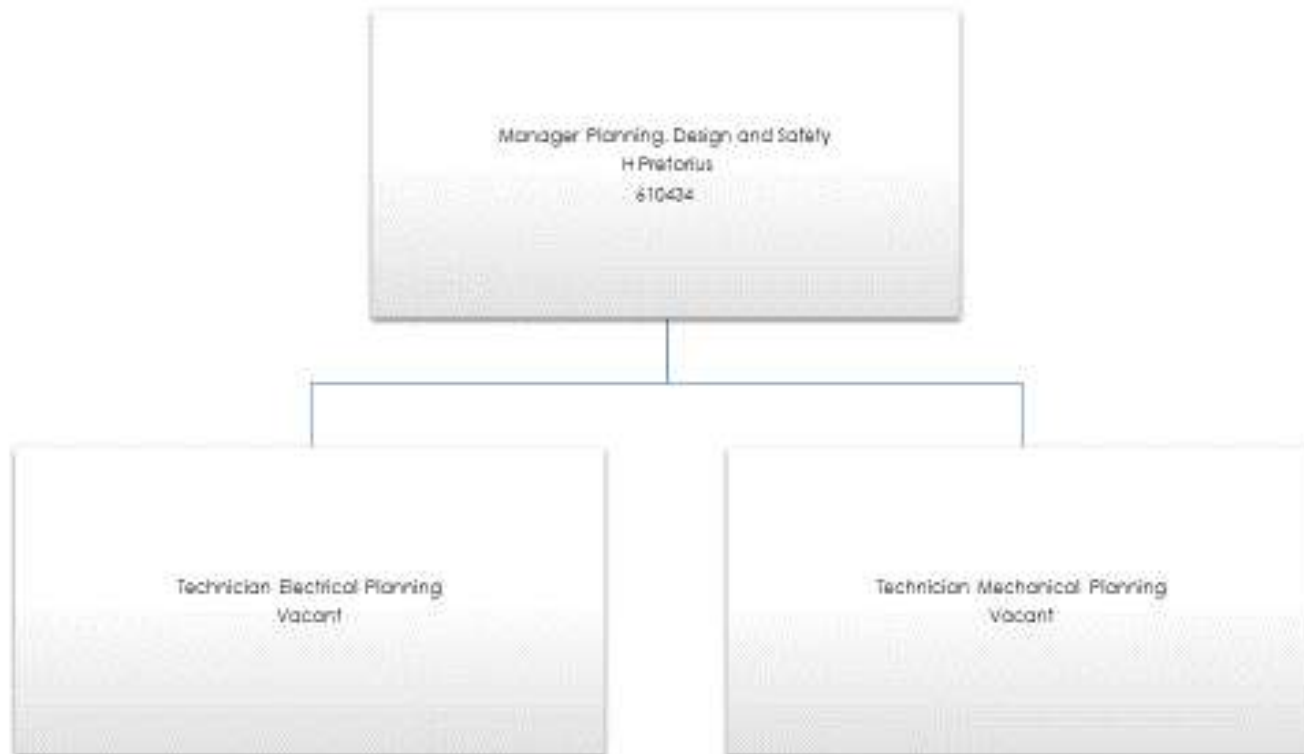 Manager Planning, Design and Safety
H Pretorius
610434
Technician Electrical Planning
Vacant
Technician Mechanical Planning
Vacant